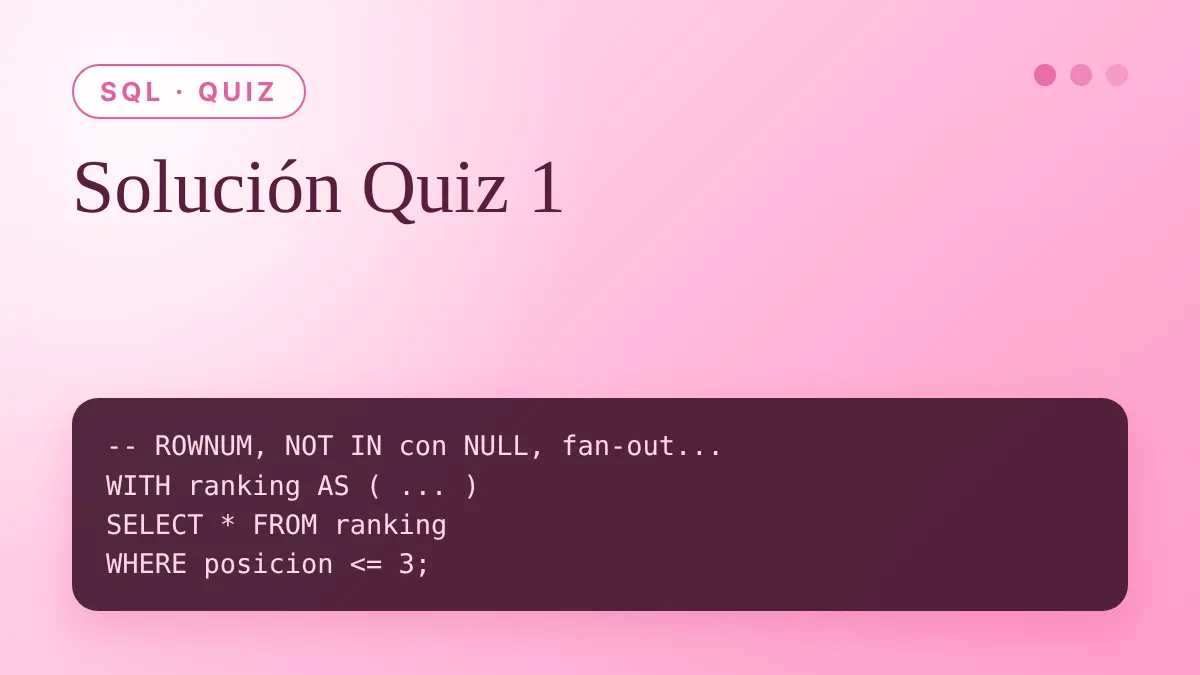 SQL · QUIZ
Solución Quiz 1
-- ROWNUM, NOT IN con NULL, fan-out...
WITH ranking AS ( ... )
SELECT * FROM ranking
WHERE posicion <= 3;